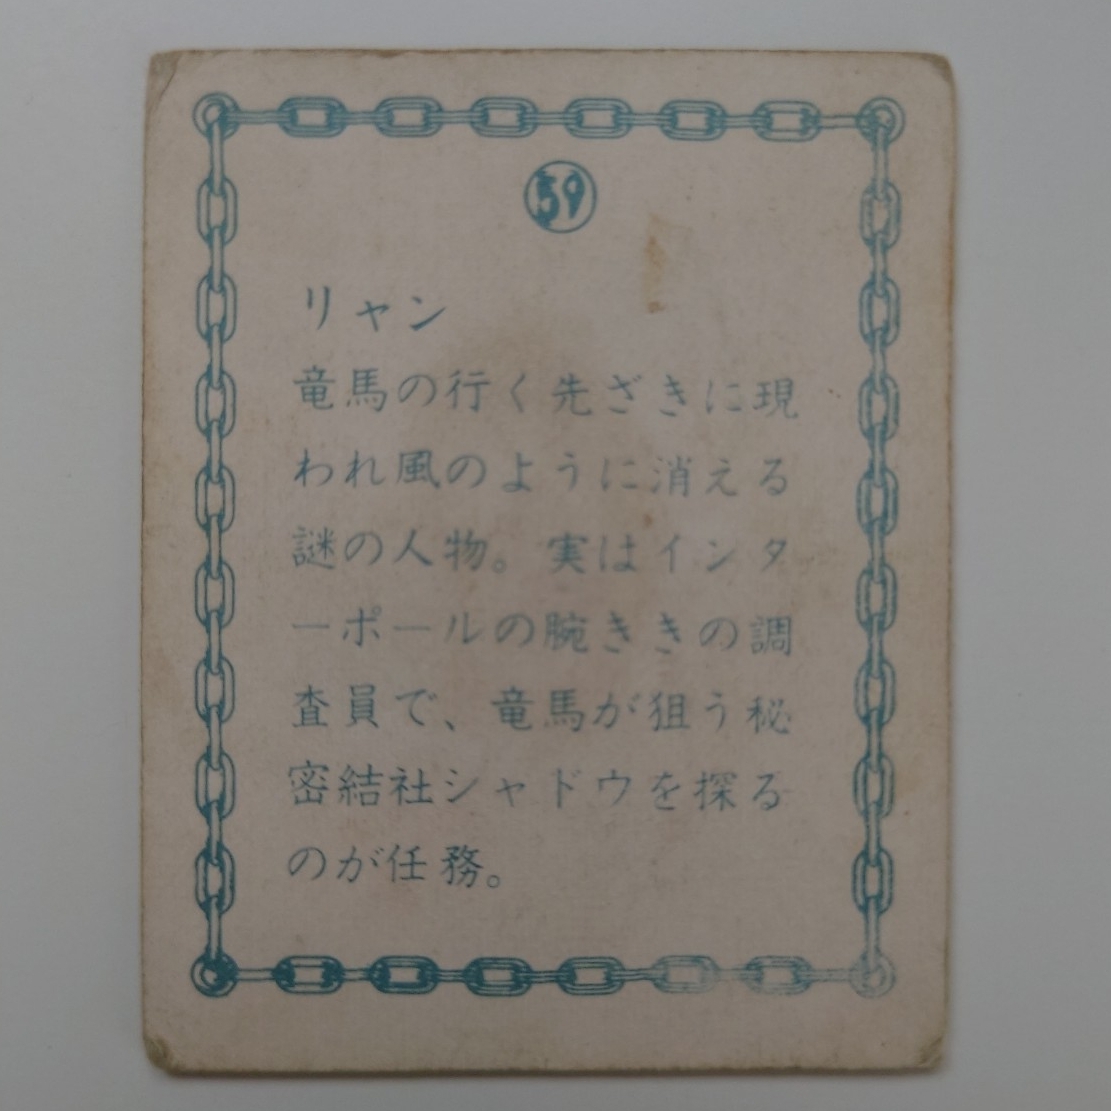 59
リャン
竜馬の行く先ざきに現
われ風のように消える
謎の人物。実はインタ
ーポールの腕ききの調
査員で、竜馬が狙う秘
密結社シャドウを探る
のが任務。